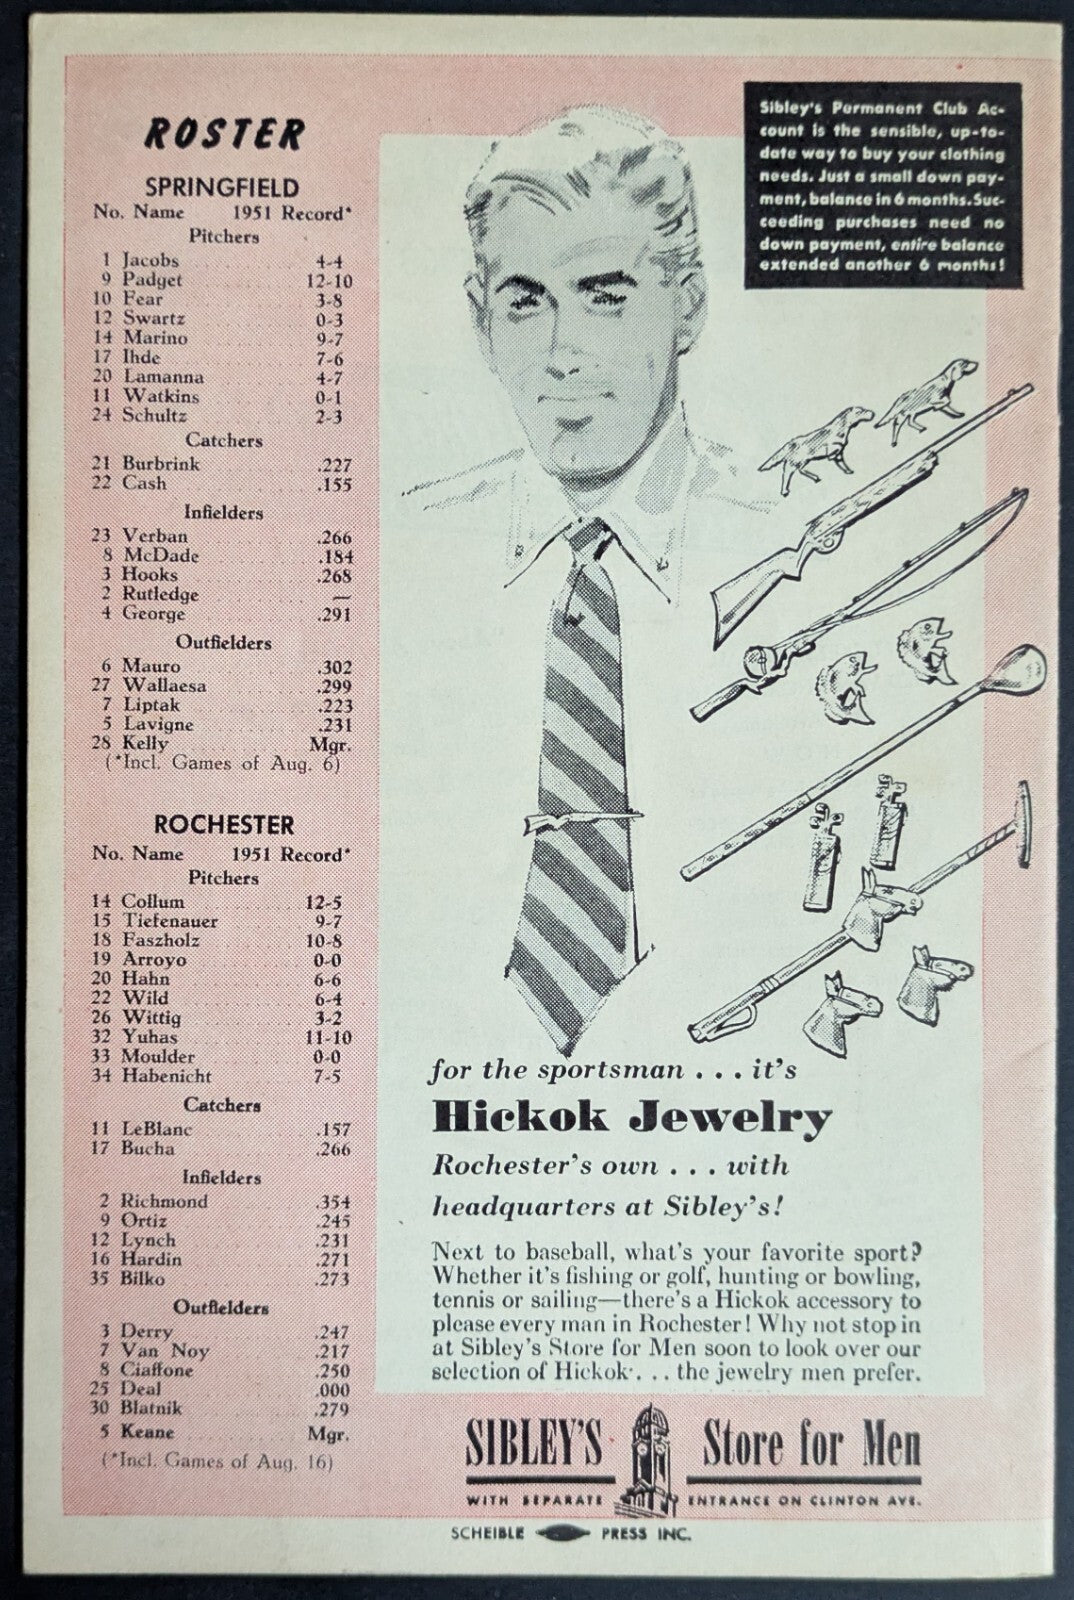 ROSTER
SPRINGFIELD
No. Name 1951 Record*
Pitchers
1 Jacobs 4-4
9 Padget 12-10
10 Fear 3-8
12 Swartz 0-3
14 Marino 9-7
17 Ihde 7-6
20 Lamanna 4-7
11 Watkins 0-1
24 Schultz 2-3
Catchers
21 Burbrink .227
22 Cash .155
Infielders
23 Verban .266
8 McDade .184
3 Hooks .268
2 Rutledge —
4 George .291
Outfielders
6 Mauro .302
27 Wallaesa .299
7 Liptak .223
5 Lavigne .231
28 Kelly Mgr.
(*Incl. Games of Aug. 6)
ROCHESTER
No. Name 1951 Record*
Pitchers
14 Collum 12-5
15 Tiefenauer 9-7
18 Faszholz 10-8
19 Arroyo 0-0
20 Hahn 6-6
22 Wild 6-4
26 Wittig 3-2
32 Yuhas 11-10
33 Moulder 0-0
34 Habenicht 7-5
Catchers
11 LeBlanc .157
17 Bucha .266
Infielders
2 Richmond .354
9 Ortiz .245
12 Lynch .231
16 Hardin .271
35 Bilko .273
Outfielders
3 Derry .247
7 Van Noy .217
8 Ciaffone .250
25 Deal .000
30 Blatnik .279
5 Keane Mgr.
(*Incl. Games of Aug. 16)
Sibley's Permanent Club Ac-
count is the sensible, up-to-
date way to buy your clothing
needs. Just a small down pay-
ment, balance in 6 months. Suc-
ceeding purchases need no
down payment, entire balance
extended another 6 months!
for the sportsman . . . it's
Hickok Jewelry
Rochester's own . . . with
headquarters at Sibley's!
Next to baseball, what's your favorite sport?
Whether it's fishing or golf, hunting or bowling,
tennis or sailing—there's a Hickok accessory to
please every man in Rochester! Why not stop in
at Sibley's Store for Men soon to look over our
selection of Hickok . . . the jewelry men prefer.
SIBLEY'S Store for Men
WITH SEPARATE ENTRANCE ON CLINTON AVE.
SCHEIBLE PRESS INC.